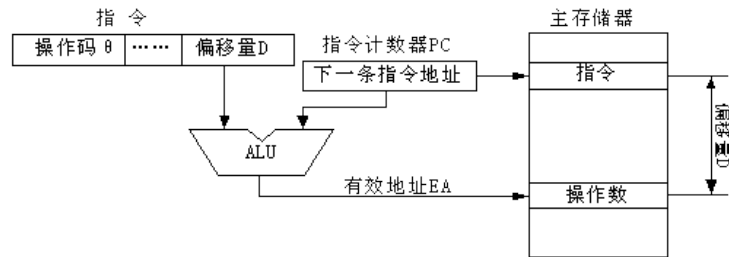 指 令
主存储器
指令计数器PC
操作码 θ …… 偏移量D
下一条指令地址
指令
偏移量D
ALU
有效地址EA
操作数